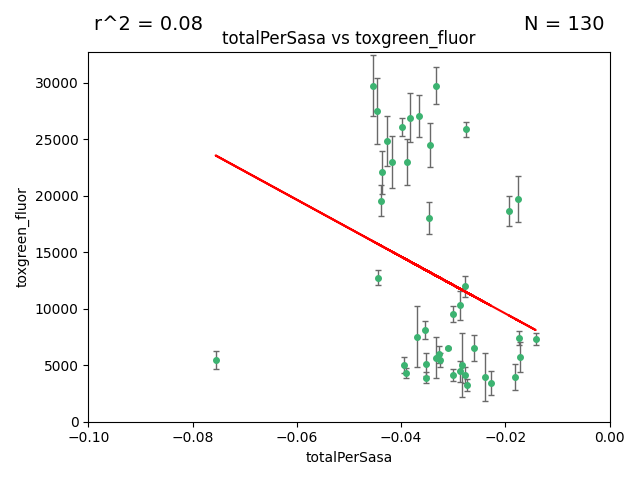 r^2 = 0.08
N = 130
totalPerSasa vs toxgreen_fluor
30000
25000
20000
15000
10000
5000
0
toxgreen_fluor
−0.10
−0.08
−0.06
−0.04
−0.02
0.00
totalPerSasa